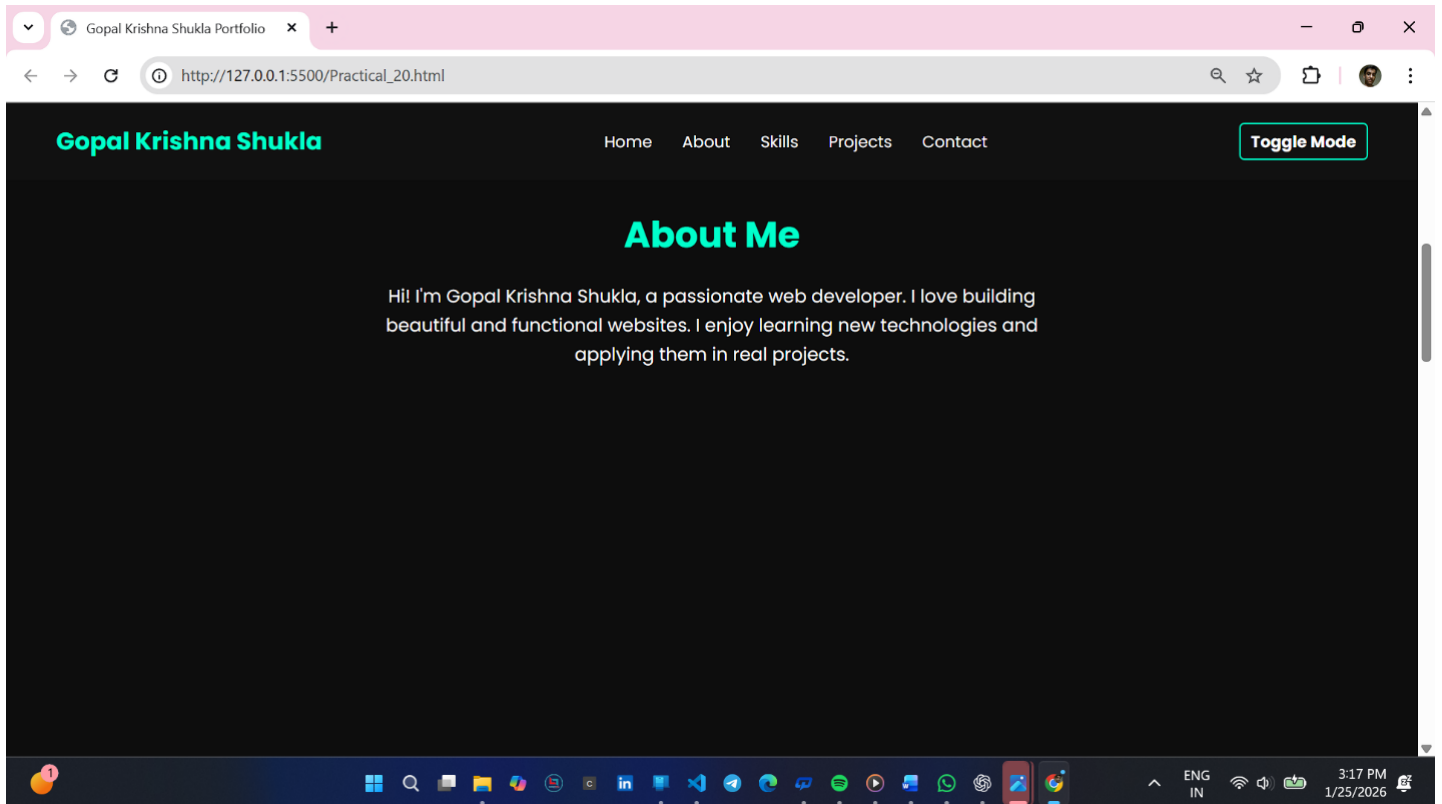 Gopal Krishna Shukla Portfolio
http://127.0.0.1:5500/Practical_20.html
Gopal Krishna Shukla
Home About Skills Projects Contact
Toggle Mode
About Me
Hi! I'm Gopal Krishna Shukla, a passionate web developer. I love building
beautiful and functional websites. I enjoy learning new technologies and
applying them in real projects.
1
C
in
ENG
IN
3:17 PM
1/25/2026